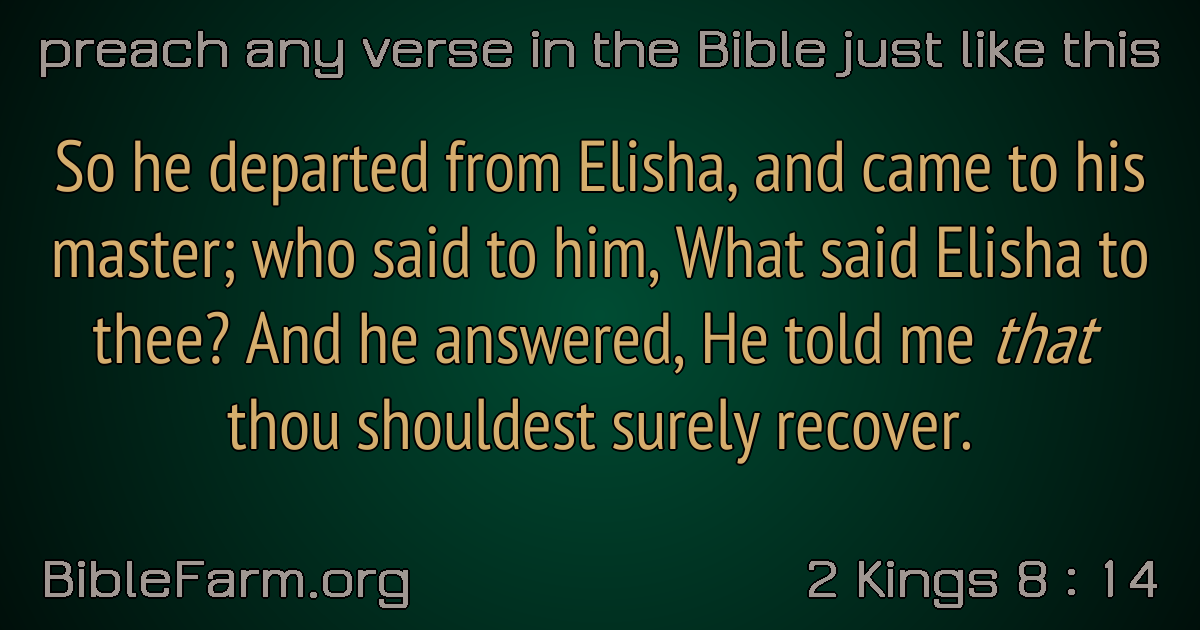 preach any verse in the Bible just like this
So he departed from Elisha, and came to his
master; who said to him, What said Elisha to
thee? And he answered, He told me that
thou shouldest surely recover.
BibleFarm.org
2 Kings 8 : 14